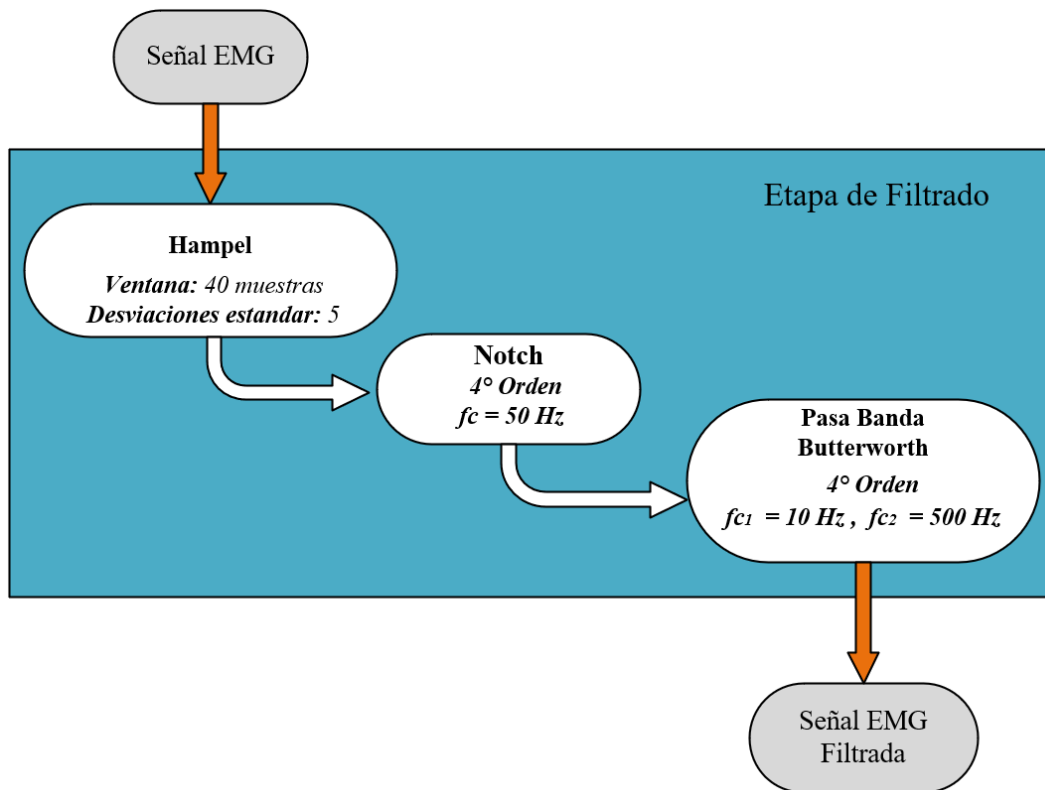 Señal EMG
Etapa de Filtrado
Hampel
Ventana: 40 muestras
Desviaciones estandar: 5
Notch
4° Orden
fc = 50 Hz
Pasa Banda
Butterworth
4° Orden
fc1 = 10 Hz , fc2 = 500 Hz
Señal EMG
Filtrada